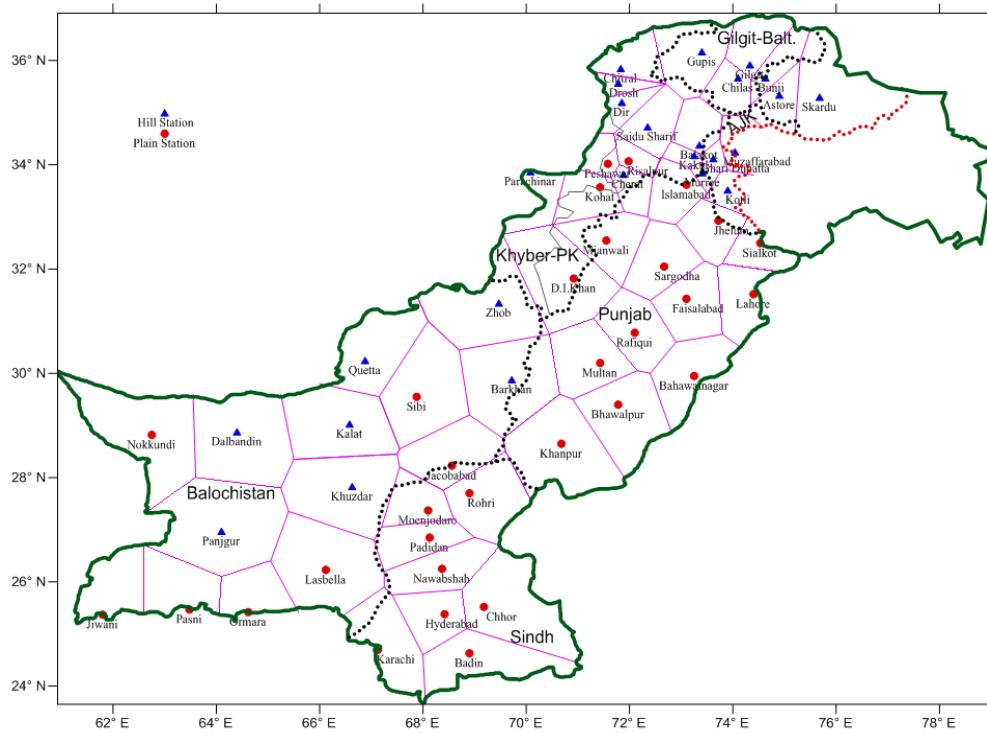 Gilgit-Balt.
36° N
Gupis
Gilgit
Chitral
Drosh
Chilas
Bunji
Astore
Skardu
Dir
Hill Station
Plain Station
Saidu Sharif
AJK
34° N
Balakot
Kakul
Muzaffarabad
Ghari Dupatta
Parachinar
Peshawar
Risalpur
Cherat
Murree
Islamabad
Kohat
Kotli
Jhelum
Mianwali
Sialkot
Khyber-PK
32° N
D.I.Khan
Sargodha
Zhob
Punjab
Faisalabad
Lahore
Rafiqui
30° N
Quetta
Multan
Barkhan
Bahawalnagar
Sibi
Bhawalpur
Nokkundi
Dalbandin
Kalat
Khanpur
28° N
Jacobabad
Balochistan
Khuzdar
Rohri
Moenjodaro
Panjgur
Padidan
26° N
Lasbella
Nawabshah
Jiwani
Pasni
Ormara
Hyderabad
Chhor
Sindh
Karachi
Badin
24° N
62° E
64° E
66° E
68° E
70° E
72° E
74° E
76° E
78° E